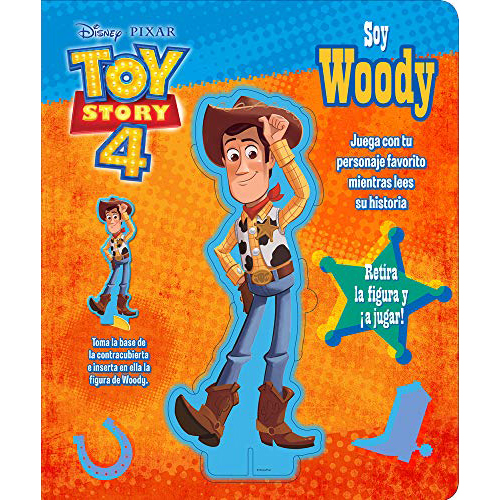 Disney PIXAR
TOY
STORY
4
Soy
Woody
Juega con tu
personaje favorito
mientras lees
su historia
Retira
la figura y
¡a jugar!
Toma la base de
la contracubierta
e inserta en ella la
figura de Woody.